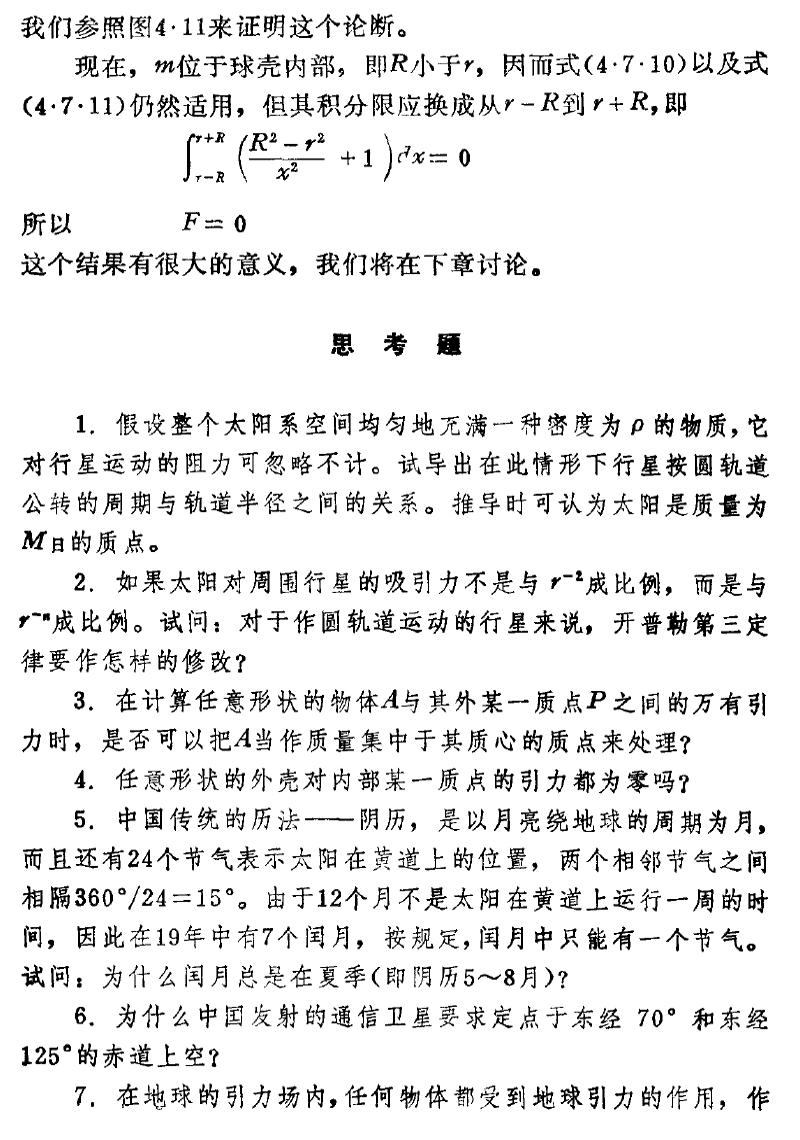 我们参照图4·11来证明这个论断。
现在，m位于球壳内部，即R小于r，因而式(4·7·10)以及式
(4·7·11)仍然适用，但其积分限应换成从r－R到r＋R，即
∫_{r－R}^{r＋R} ((R²－r²)/x² ＋1)dx＝0
所以 F＝0
这个结果有很大的意义，我们将在下章讨论。
思 考 题
1．假设整个太阳系空间均匀地充满一种密度为ρ的物质，它
对行星运动的阻力可忽略不计。试导出在此情形下行星按圆轨道
公转的周期与轨道半径之间的关系。推导时可认为太阳是质量为
M日的质点。
2．如果太阳对周围行星的吸引力不是与r⁻²成比例，而是与
r⁻ⁿ成比例。试问：对于作圆轨道运动的行星来说，开普勒第三定
律要作怎样的修改？
3．在计算任意形状的物体A与其外某一质点P之间的万有引
力时，是否可以把A当作质量集中于其质心的质点来处理？
4．任意形状的外壳对内部某一质点的引力都为零吗？
5．中国传统的历法——阴历，是以月亮绕地球的周期为月，
而且还有24个节气表示太阳在黄道上的位置，两个相邻节气之间
相隔360°/24＝15°。由于12个月不是太阳在黄道上运行一周的时
间，因此在19年中有7个闰月，按规定，闰月中只能有一个节气。
试问：为什么闰月总是在夏季(即阴历5～8月)？
6．为什么中国发射的通信卫星要求定点于东经 70° 和东经
125°的赤道上空？
7．在地球的引力场内，任何物体都受到地球引力的作用，作